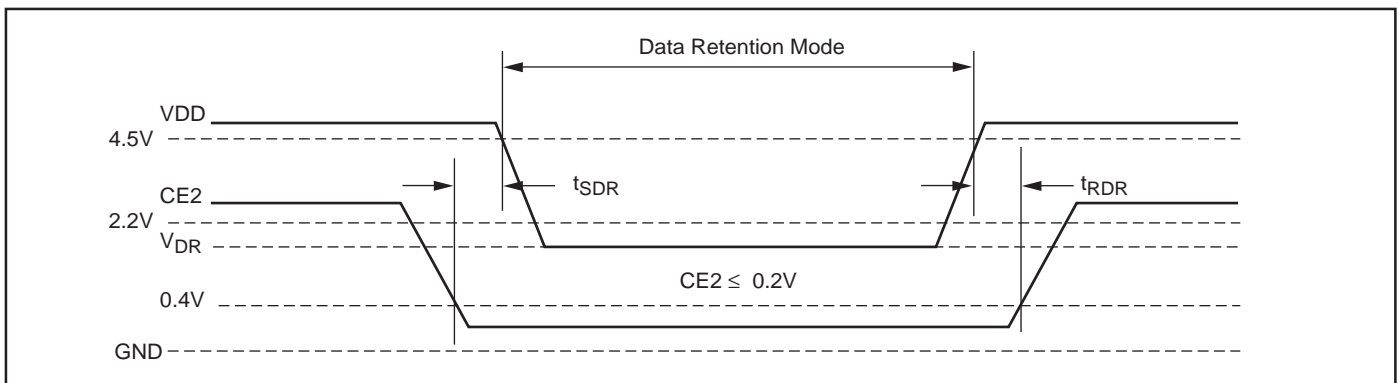 Data Retention Mode
VDD
4.5V
tSDR
tRDR
CE2
2.2V
VDR
CE2 ≤ 0.2V
0.4V
GND